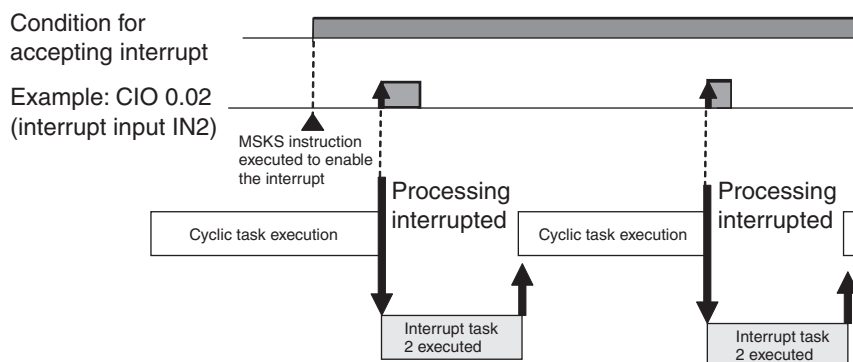 Condition for
accepting interrupt
Example: CIO 0.02
(interrupt input IN2)
MSKS instruction
executed to enable
the interrupt
Processing
interrupted
Processing
interrupted
Cyclic task execution
Cyclic task execution
Interrupt task
2 executed
Interrupt task
2 executed